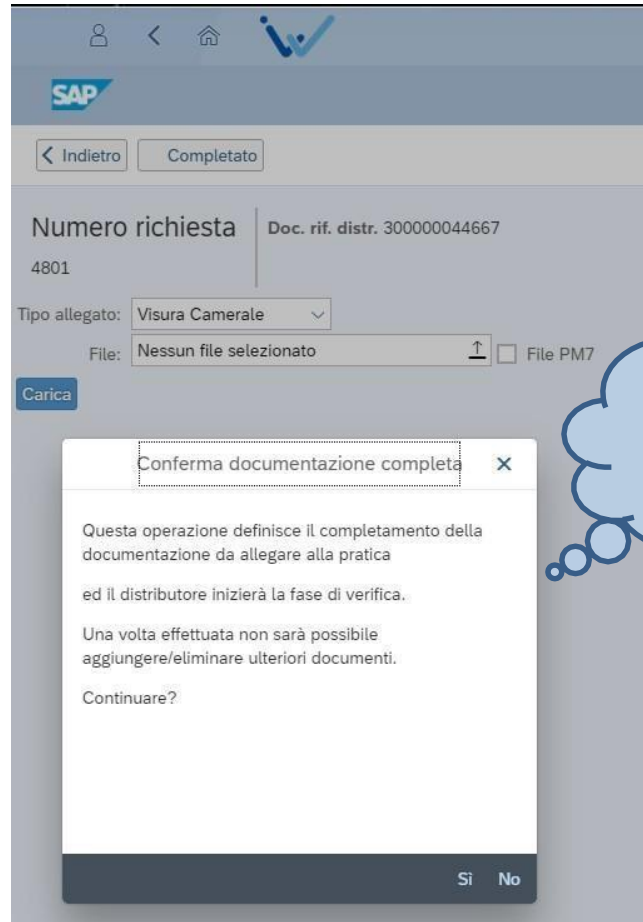 SAP
Indietro Completato
Numero richiesta Doc. rif. distr. 300000044667
4801
Tipo allegato: Visura Camerale
File: Nessun file selezionato File PM7
Carica
Conferma documentazione completa
Questa operazione definisce il completamento della
documentazione da allegare alla pratica
ed il distributore inizierà la fase di verifica.
Una volta effettuata non sarà possibile
aggiungere/eliminare ulteriori documenti.
Continuare?
Sì No